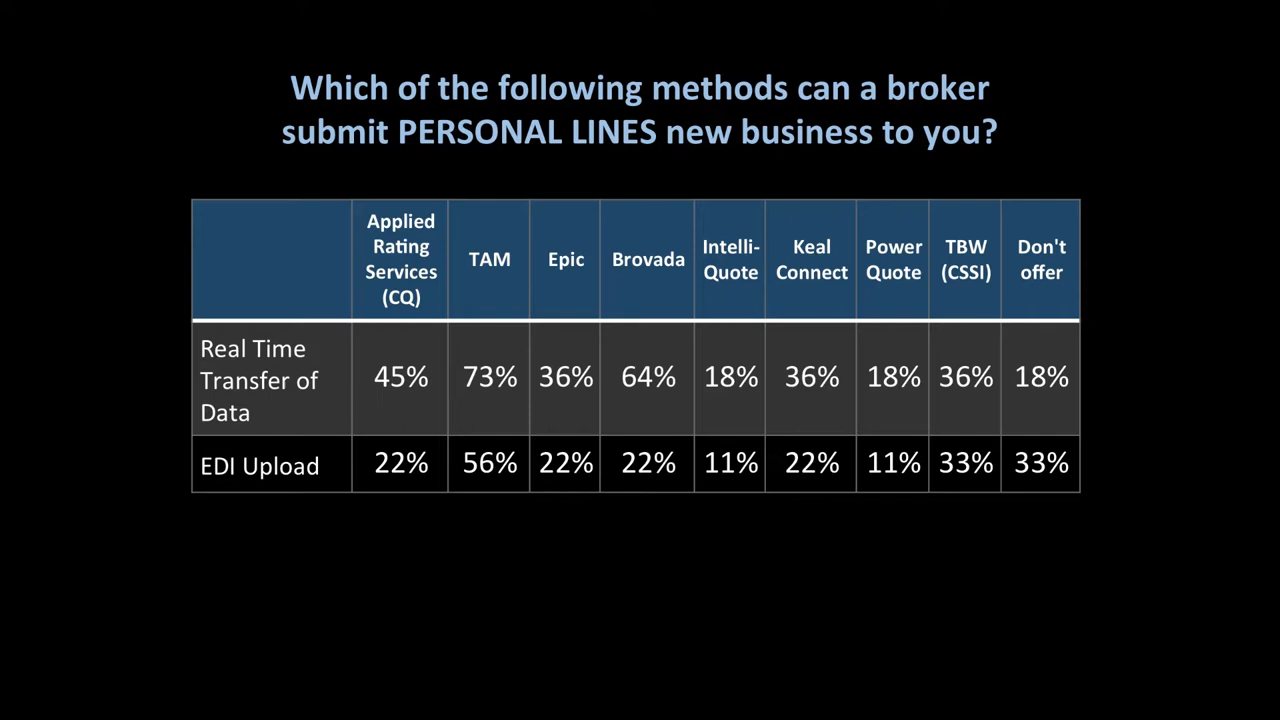 Which of the following methods can a broker
submit PERSONAL LINES new business to you?
Applied
Rating
Services
(CQ)
TAM
Epic
Brovada
Intelli-
Quote
Keal
Connect
Power
Quote
TBW
(CSSI)
Don't
offer
Real Time
Transfer of
Data
45% 73% 36% 64% 18% 36% 18% 36% 18%
EDI Upload 22% 56% 22% 22% 11% 22% 11% 33% 33%